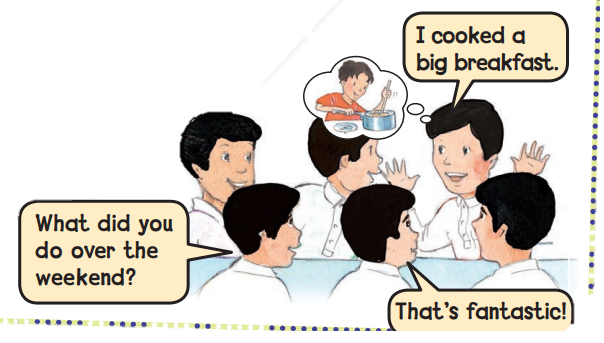 What did you
do over the
weekend?
I cooked a
big breakfast.
That's fantastic!